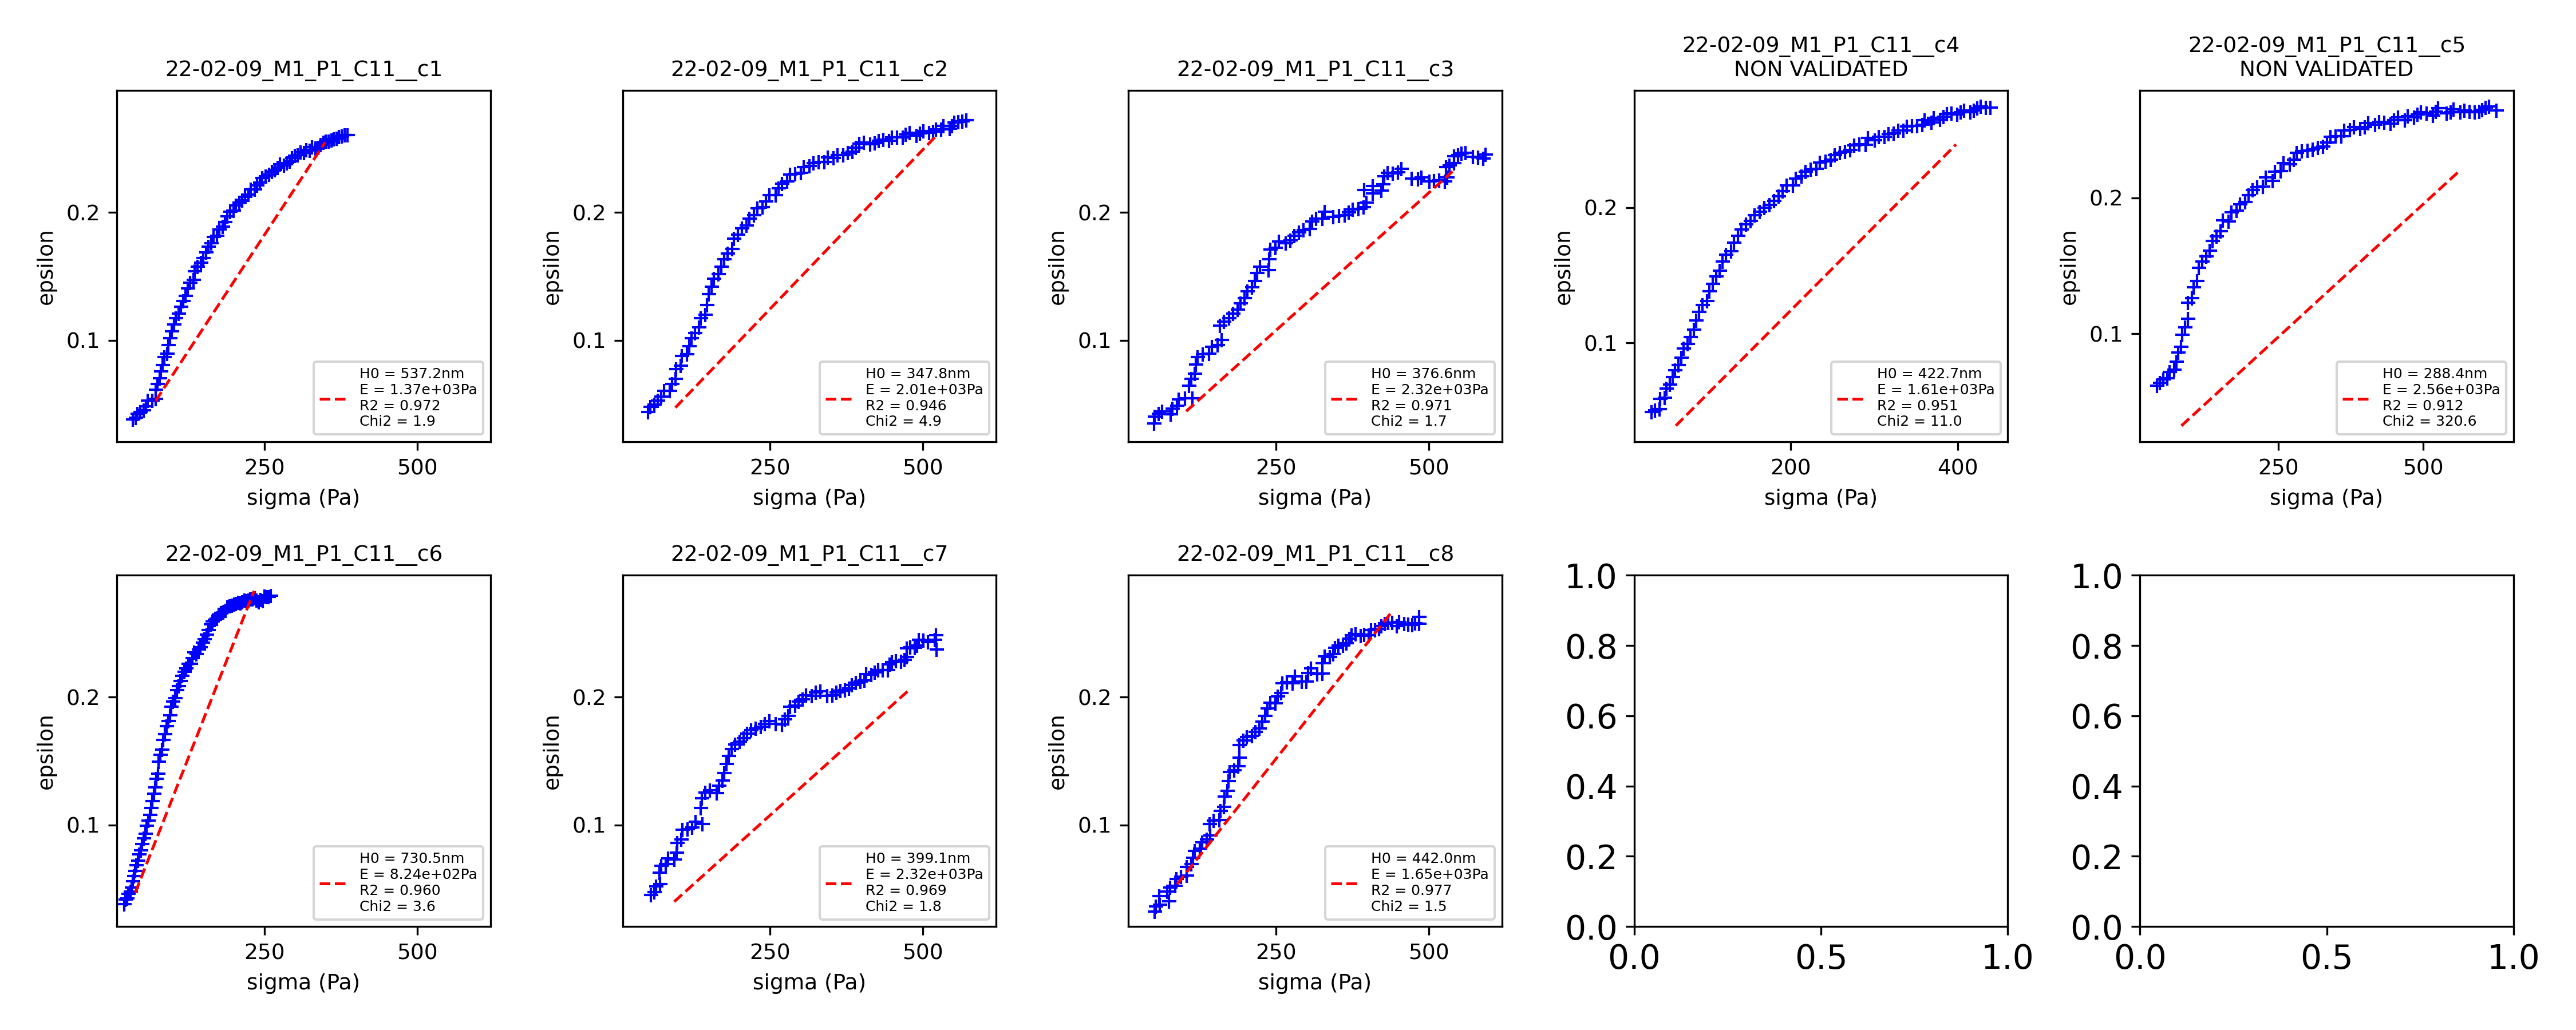 22-02-09_M1_P1_C11__c1
epsilon
0.2
0.1
250
500
sigma (Pa)
H0 = 537.2nm
E = 1.37e+03Pa
R2 = 0.972
Chi2 = 1.9
22-02-09_M1_P1_C11__c2
epsilon
0.2
0.1
250
500
sigma (Pa)
H0 = 347.8nm
E = 2.01e+03Pa
R2 = 0.946
Chi2 = 4.9
22-02-09_M1_P1_C11__c3
epsilon
0.2
0.1
250
500
sigma (Pa)
H0 = 376.6nm
E = 2.32e+03Pa
R2 = 0.971
Chi2 = 1.7
22-02-09_M1_P1_C11__c4
NON VALIDATED
epsilon
0.2
0.1
200
400
sigma (Pa)
H0 = 422.7nm
E = 1.61e+03Pa
R2 = 0.951
Chi2 = 11.0
22-02-09_M1_P1_C11__c5
NON VALIDATED
epsilon
0.2
0.1
250
500
sigma (Pa)
H0 = 288.4nm
E = 2.56e+03Pa
R2 = 0.912
Chi2 = 320.6
22-02-09_M1_P1_C11__c6
epsilon
0.2
0.1
250
500
sigma (Pa)
H0 = 730.5nm
E = 8.24e+02Pa
R2 = 0.960
Chi2 = 3.6
22-02-09_M1_P1_C11__c7
epsilon
0.2
0.1
250
500
sigma (Pa)
H0 = 399.1nm
E = 2.32e+03Pa
R2 = 0.969
Chi2 = 1.8
22-02-09_M1_P1_C11__c8
epsilon
0.2
0.1
250
500
sigma (Pa)
H0 = 442.0nm
E = 1.65e+03Pa
R2 = 0.977
Chi2 = 1.5
1.0
0.8
0.6
0.4
0.2
0.0
0.0
0.5
1.0
1.0
0.8
0.6
0.4
0.2
0.0
0.0
0.5
1.0